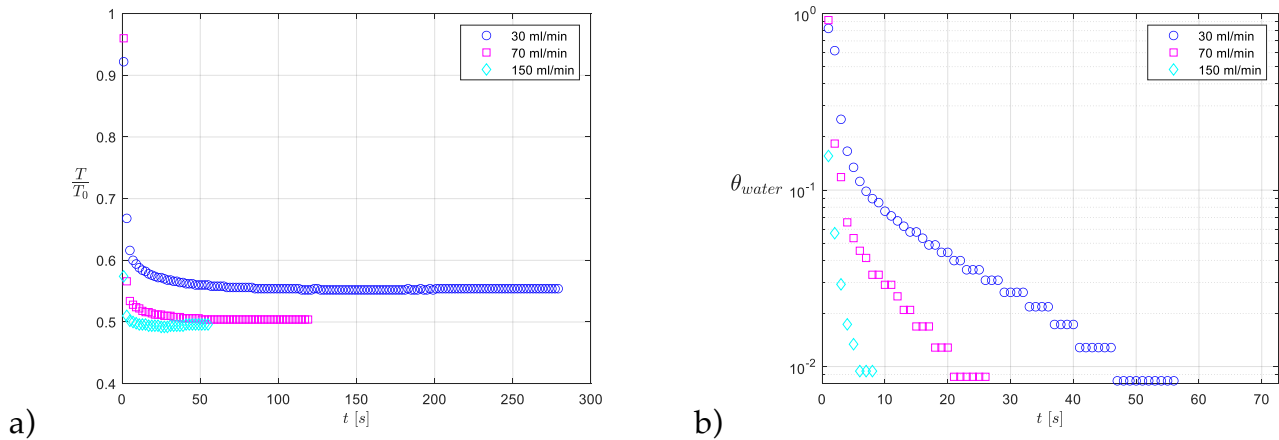 a)
1
0.9
0.8
0.7
0.6
0.5
0.4
T/T₀
0 50 100 150 200 250 300
t [s]
30 ml/min
70 ml/min
150 ml/min
b)
10⁰
10⁻¹
10⁻²
θwater
0 10 20 30 40 50 60 70
t [s]
30 ml/min
70 ml/min
150 ml/min